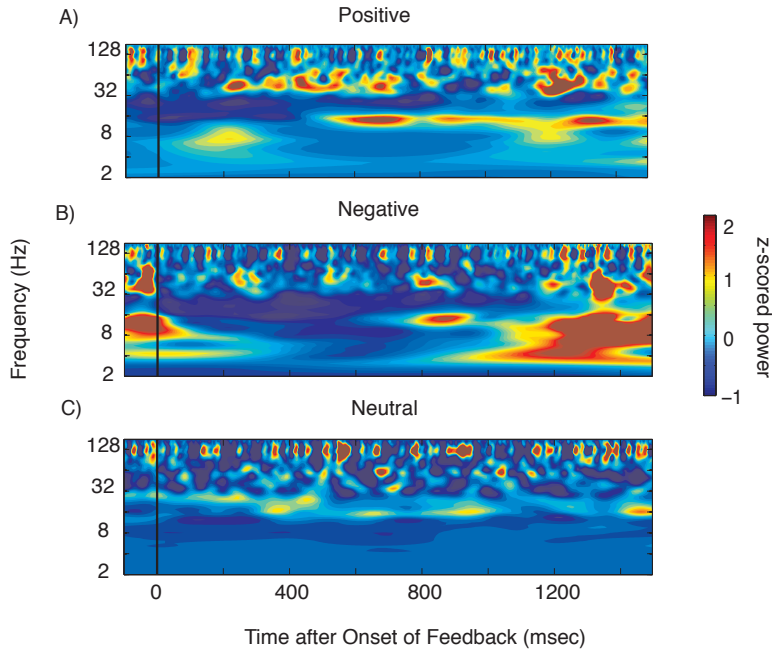 A)
Positive
128
32
8
2
B)
Negative
128
32
8
2
Frequency (Hz)
2
1
0
−1
z-scored power
C)
Neutral
128
32
8
2
0 400 800 1200
Time after Onset of Feedback (msec)